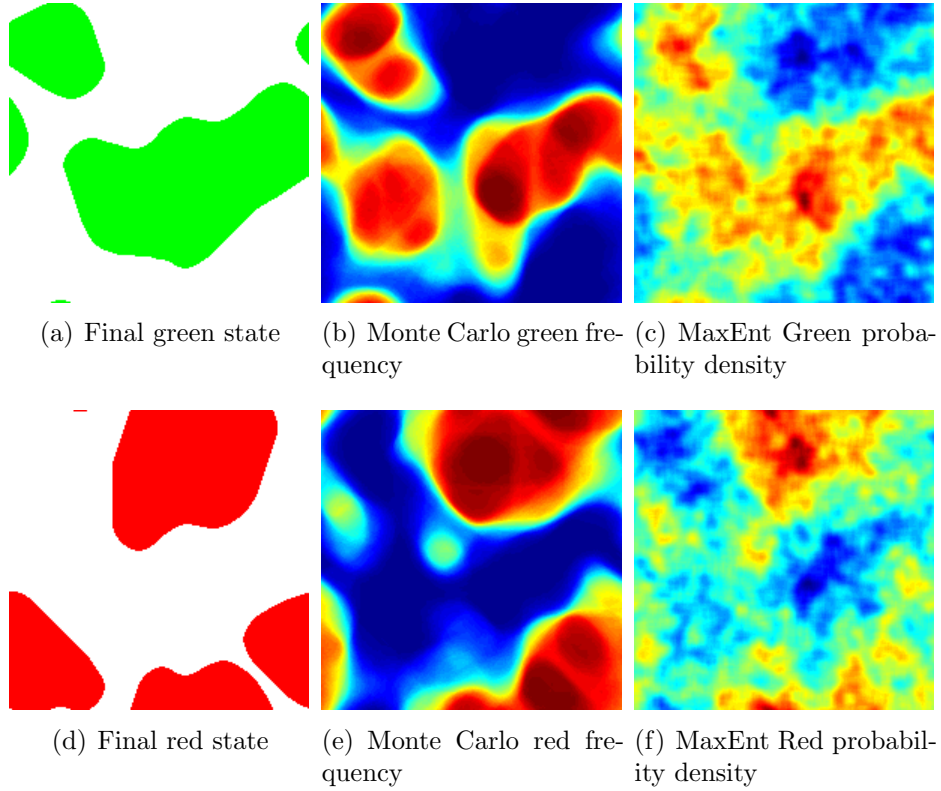 (a) Final green state
(b) Monte Carlo green fre-
quency
(c) MaxEnt Green proba-
bility density
(d) Final red state
(e) Monte Carlo red fre-
quency
(f) MaxEnt Red probabil-
ity density